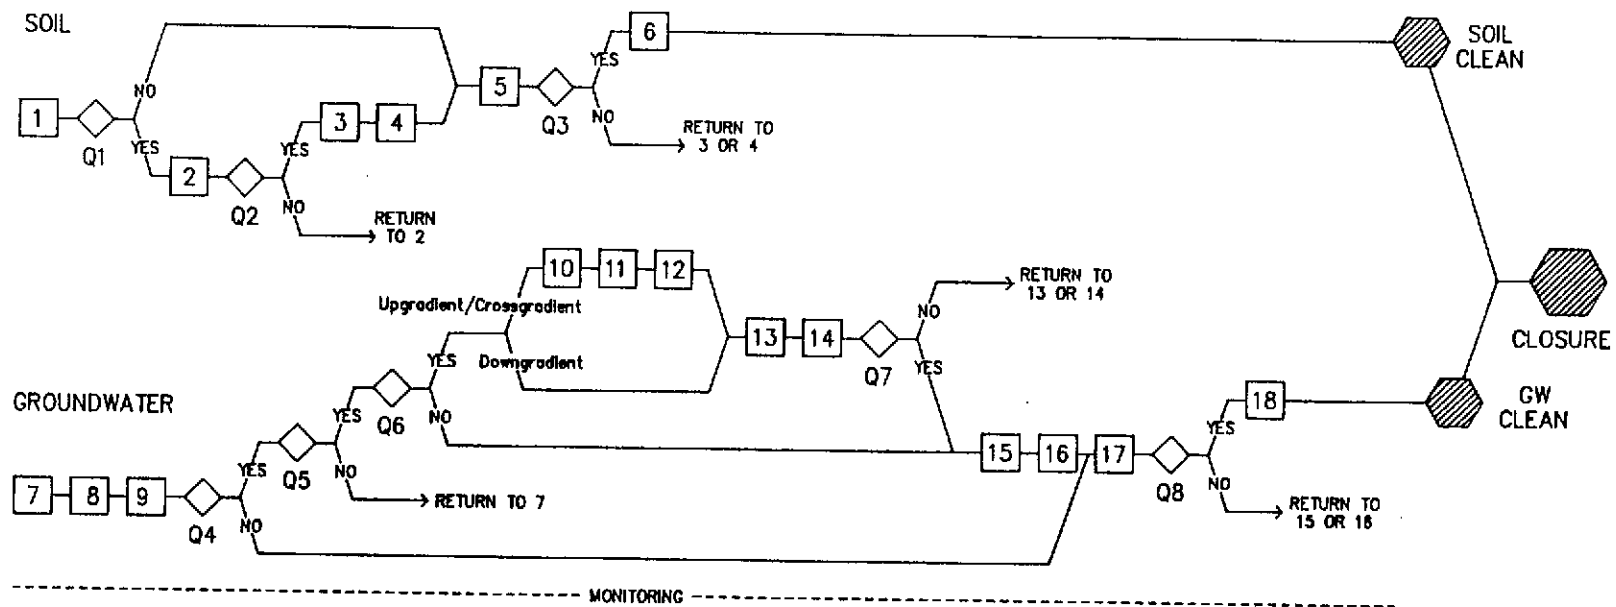 SOIL
6
SOIL
CLEAN
YES
NO
5
Q3
NO
RETURN TO
3 OR 4
1
Q1
YES
3
4
YES
2
Q2
NO
RETURN
TO 2
10
11
12
RETURN TO
13 OR 14
Upgradient/Crossgradient
NO
13
14
Q7
YES
CLOSURE
YES
Downgradient
GROUNDWATER
Q6
NO
YES
18
GW
CLEAN
YES
Q5
NO
15
16
17
Q8
YES
NO
7
8
9
Q4
YES
RETURN TO 7
NO
RETURN TO
15 OR 16
MONITORING